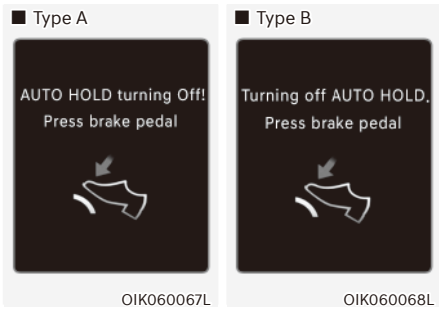 ■ Type A
AUTO HOLD turning Off!
Press brake pedal
OIK060067L
■ Type B
Turning off AUTO HOLD.
Press brake pedal
OIK060068L